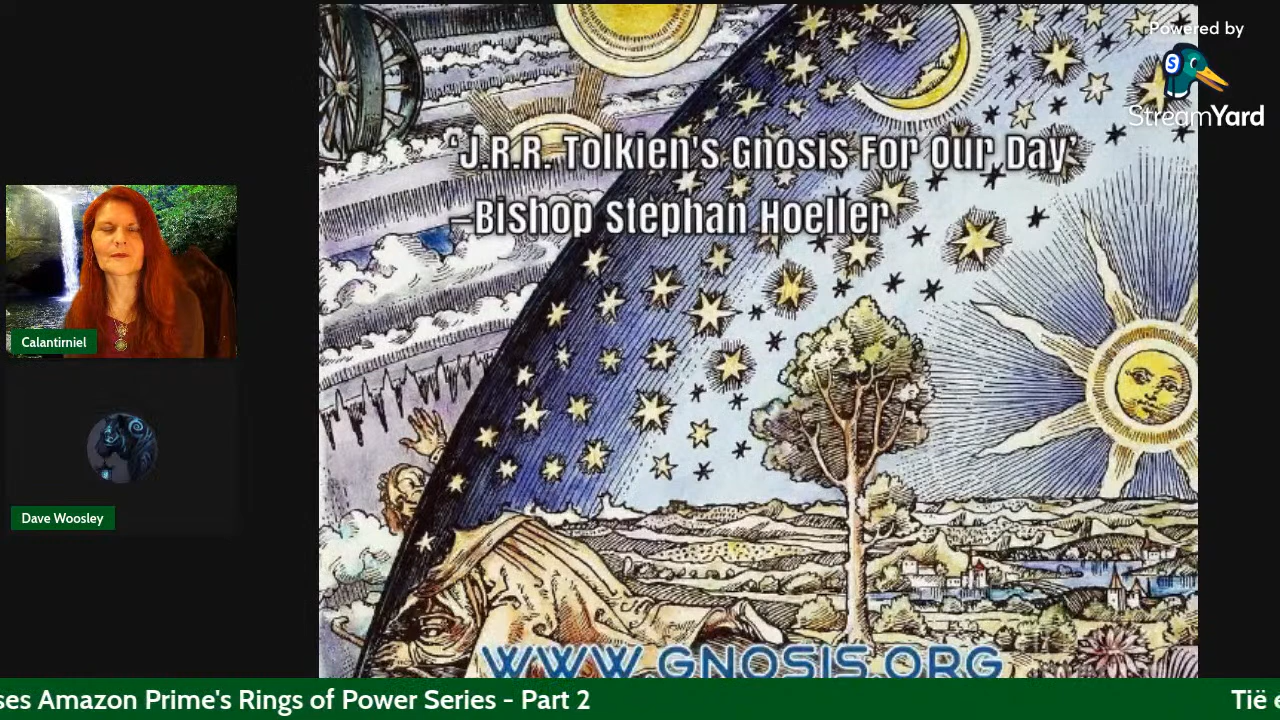 Powered by
StreamYard
'J.R.R. Tolkien's Gnosis For Our Day'
–Bishop Stephan Hoeller
Calantirniel
Dave Woosley
WWW.GNOSIS.ORG
ses Amazon Prime's Rings of Power Series - Part 2
Tië e